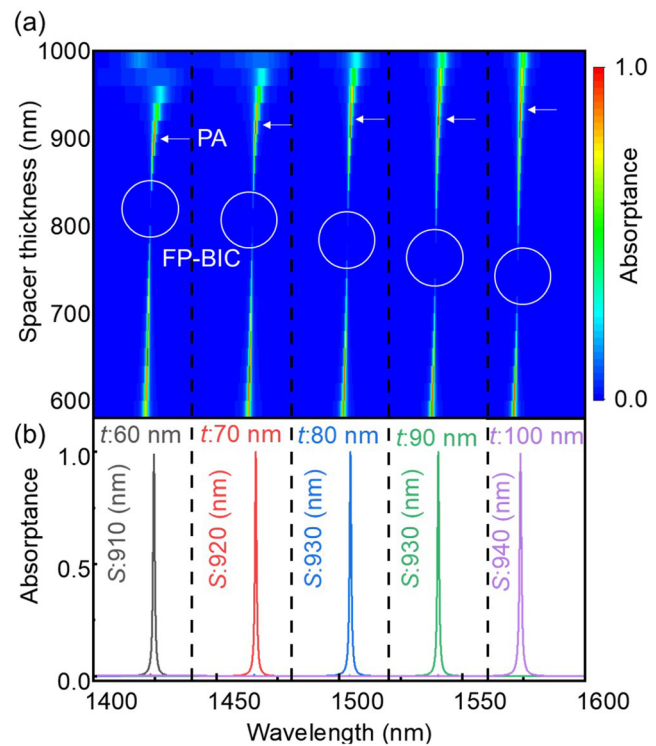 (a)
1000
900
800
700
600
Spacer thickness (nm)
PA
FP-BIC
1.0
0.0
Absorptance
(b)
t:60 nm
t:70 nm
t:80 nm
t:90 nm
t:100 nm
S:910 (nm)
S:920 (nm)
S:930 (nm)
S:930 (nm)
S:940 (nm)
1.0
0.5
0.0
Absorptance
1400
1450
1500
1550
1600
Wavelength (nm)